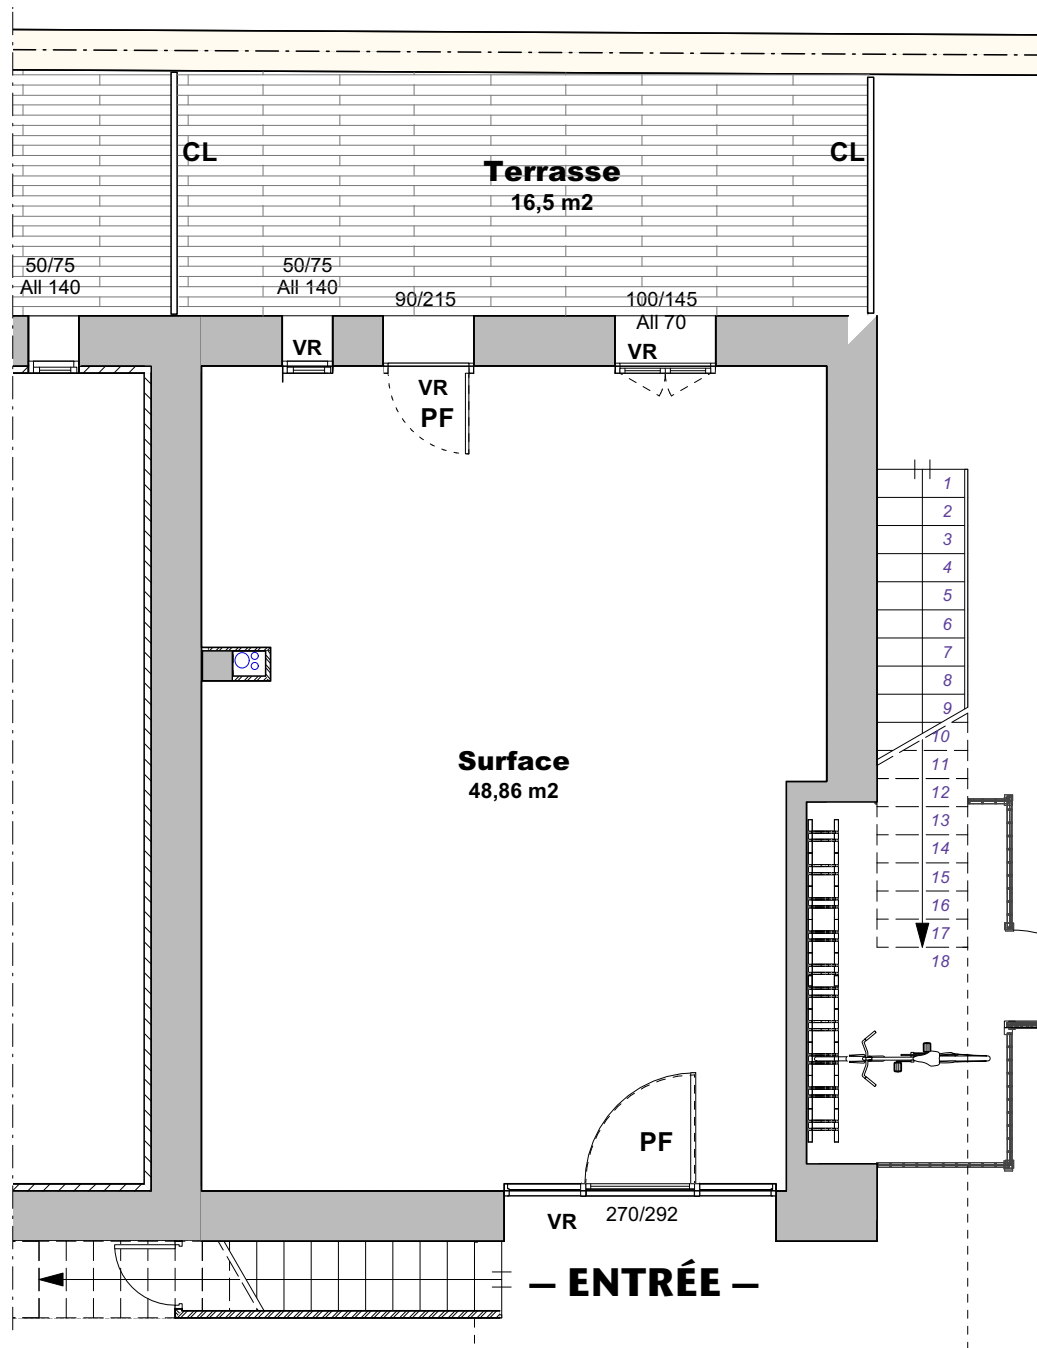 CL
CL
Terrasse
16,5 m2
50/75
All 140
50/75
All 140
90/215
100/145
All 70
VR
VR
VR
PF
1
2
3
4
5
6
7
8
9
10
11
12
13
14
15
16
17
18
Surface
48,86 m2
PF
VR
270/292
– ENTRÉE –